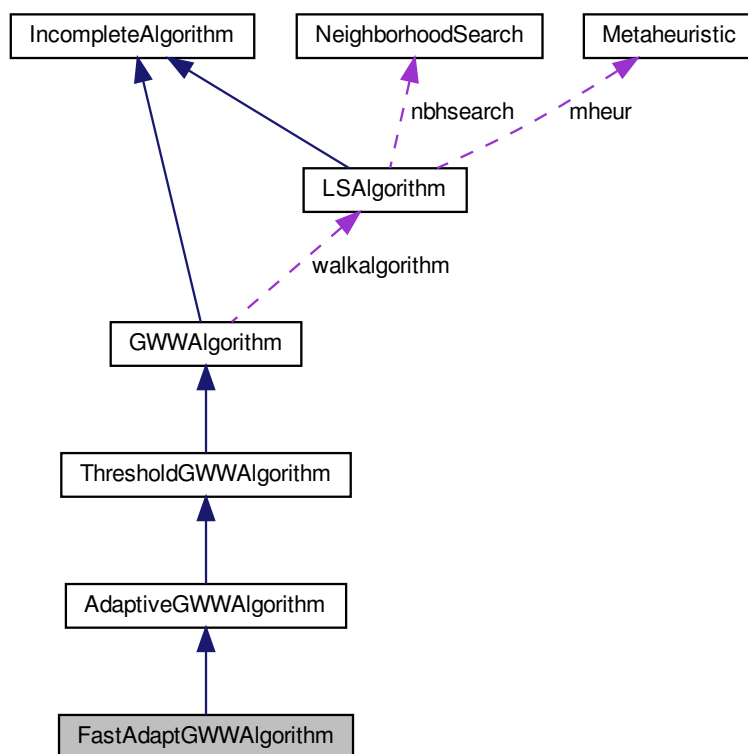 IncompleteAlgorithm
NeighborhoodSearch
Metaheuristic
nbhsearch
mheur
LSAlgorithm
walkalgorithm
GWWAlgorithm
ThresholdGWWAlgorithm
AdaptiveGWWAlgorithm
FastAdaptGWWAlgorithm